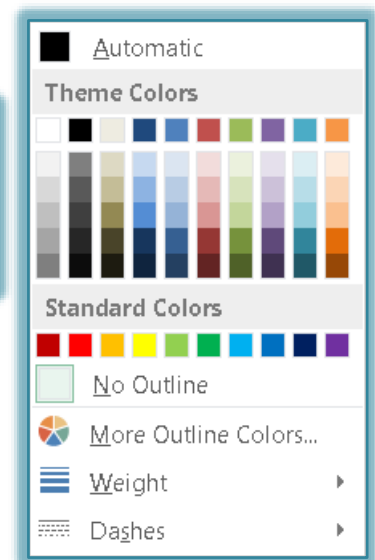 Automatic
Theme Colors
Standard Colors
No Outline
More Outline Colors...
Weight
Dashes